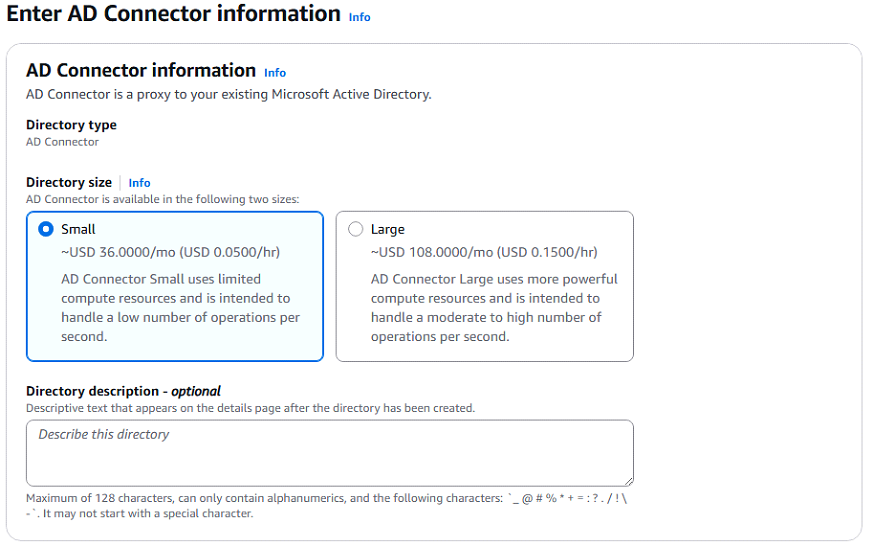 Enter AD Connector information Info
AD Connector information Info
AD Connector is a proxy to your existing Microsoft Active Directory.
Directory type
AD Connector
Directory size Info
AD Connector is available in the following two sizes:
Small
~USD 36.0000/mo (USD 0.0500/hr)
AD Connector Small uses limited
compute resources and is intended to
handle a low number of operations per
second.
Large
~USD 108.0000/mo (USD 0.1500/hr)
AD Connector Large uses more powerful
compute resources and is intended to
handle a moderate to high number of
operations per second.
Directory description - optional
Descriptive text that appears on the details page after the directory has been created.
Describe this directory
Maximum of 128 characters, can only contain alphanumerics, and the following characters: `_ @ # % * + = : ? . / ! \
- `. It may not start with a special character.